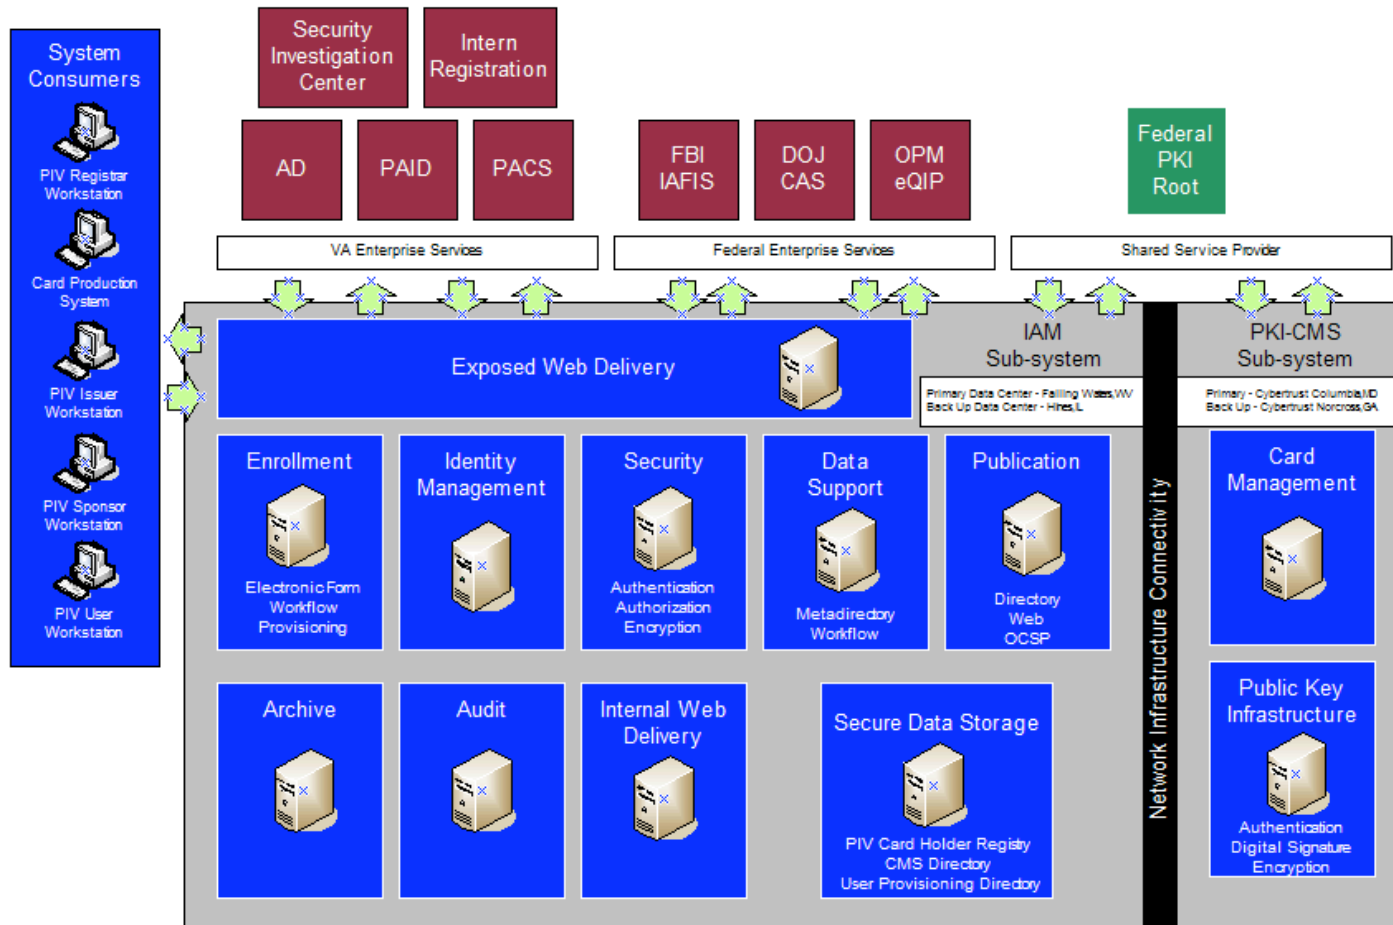 System
Consumers
PIV Registrar
Workstation
Card Production
System
PIV Issuer
Workstation
PIV Sponsor
Workstation
PIV User
Workstation
Security
Investigation
Center
Intern
Registration
AD
PAID
PACS
FBI
IAFIS
DOJ
CAS
OPM
eQIP
Federal
PKI
Root
VA Enterprise Services
Federal Enterprise Services
Shared Service Provider
Exposed Web Delivery
IAM
Sub-system
Primary Data Center - Falling Waters,WV
Back Up Data Center - Hines,IL
PKI-CMS
Sub-system
Primary - Cybertrust Columbia,MD
Back Up - Cybertrust Norcross,GA
Enrollment
Electronic Form
Workflow
Provisioning
Identity
Management
Security
Authentication
Authorization
Encryption
Data
Support
Metadirectory
Workflow
Publication
Directory
Web
OCSP
Network Infrastructure Connectivity
Card
Management
Archive
Audit
Internal Web
Delivery
Secure Data Storage
PIV Card Holder Registry
CMS Directory
User Provisioning Directory
Public Key
Infrastructure
Authentication
Digital Signature
Encryption